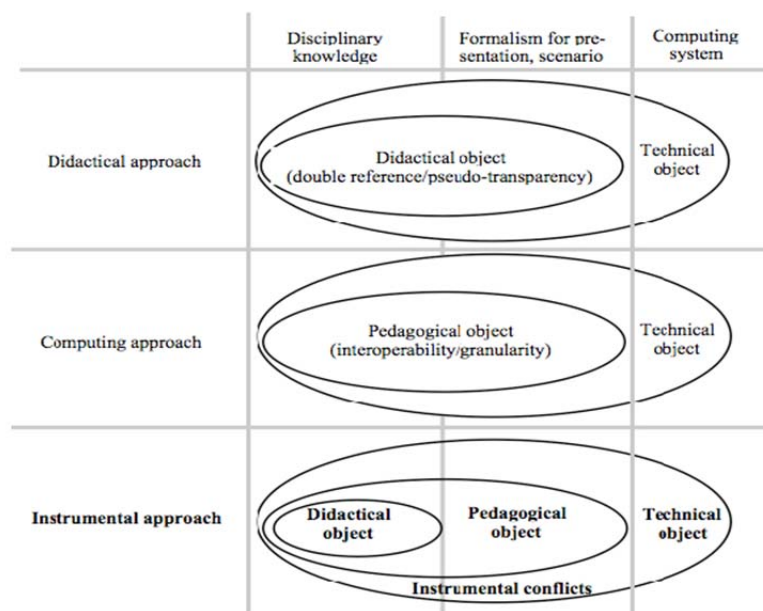 Disciplinary
knowledge
Formalism for pre-
sentation, scenario
Computing
system
Didactical approach
Didactical object
(double reference/pseudo-transparency)
Technical
object
Computing approach
Pedagogical object
(interoperability/granularity)
Technical
object
Instrumental approach
Didactical
object
Pedagogical
object
Technical
object
Instrumental conflicts